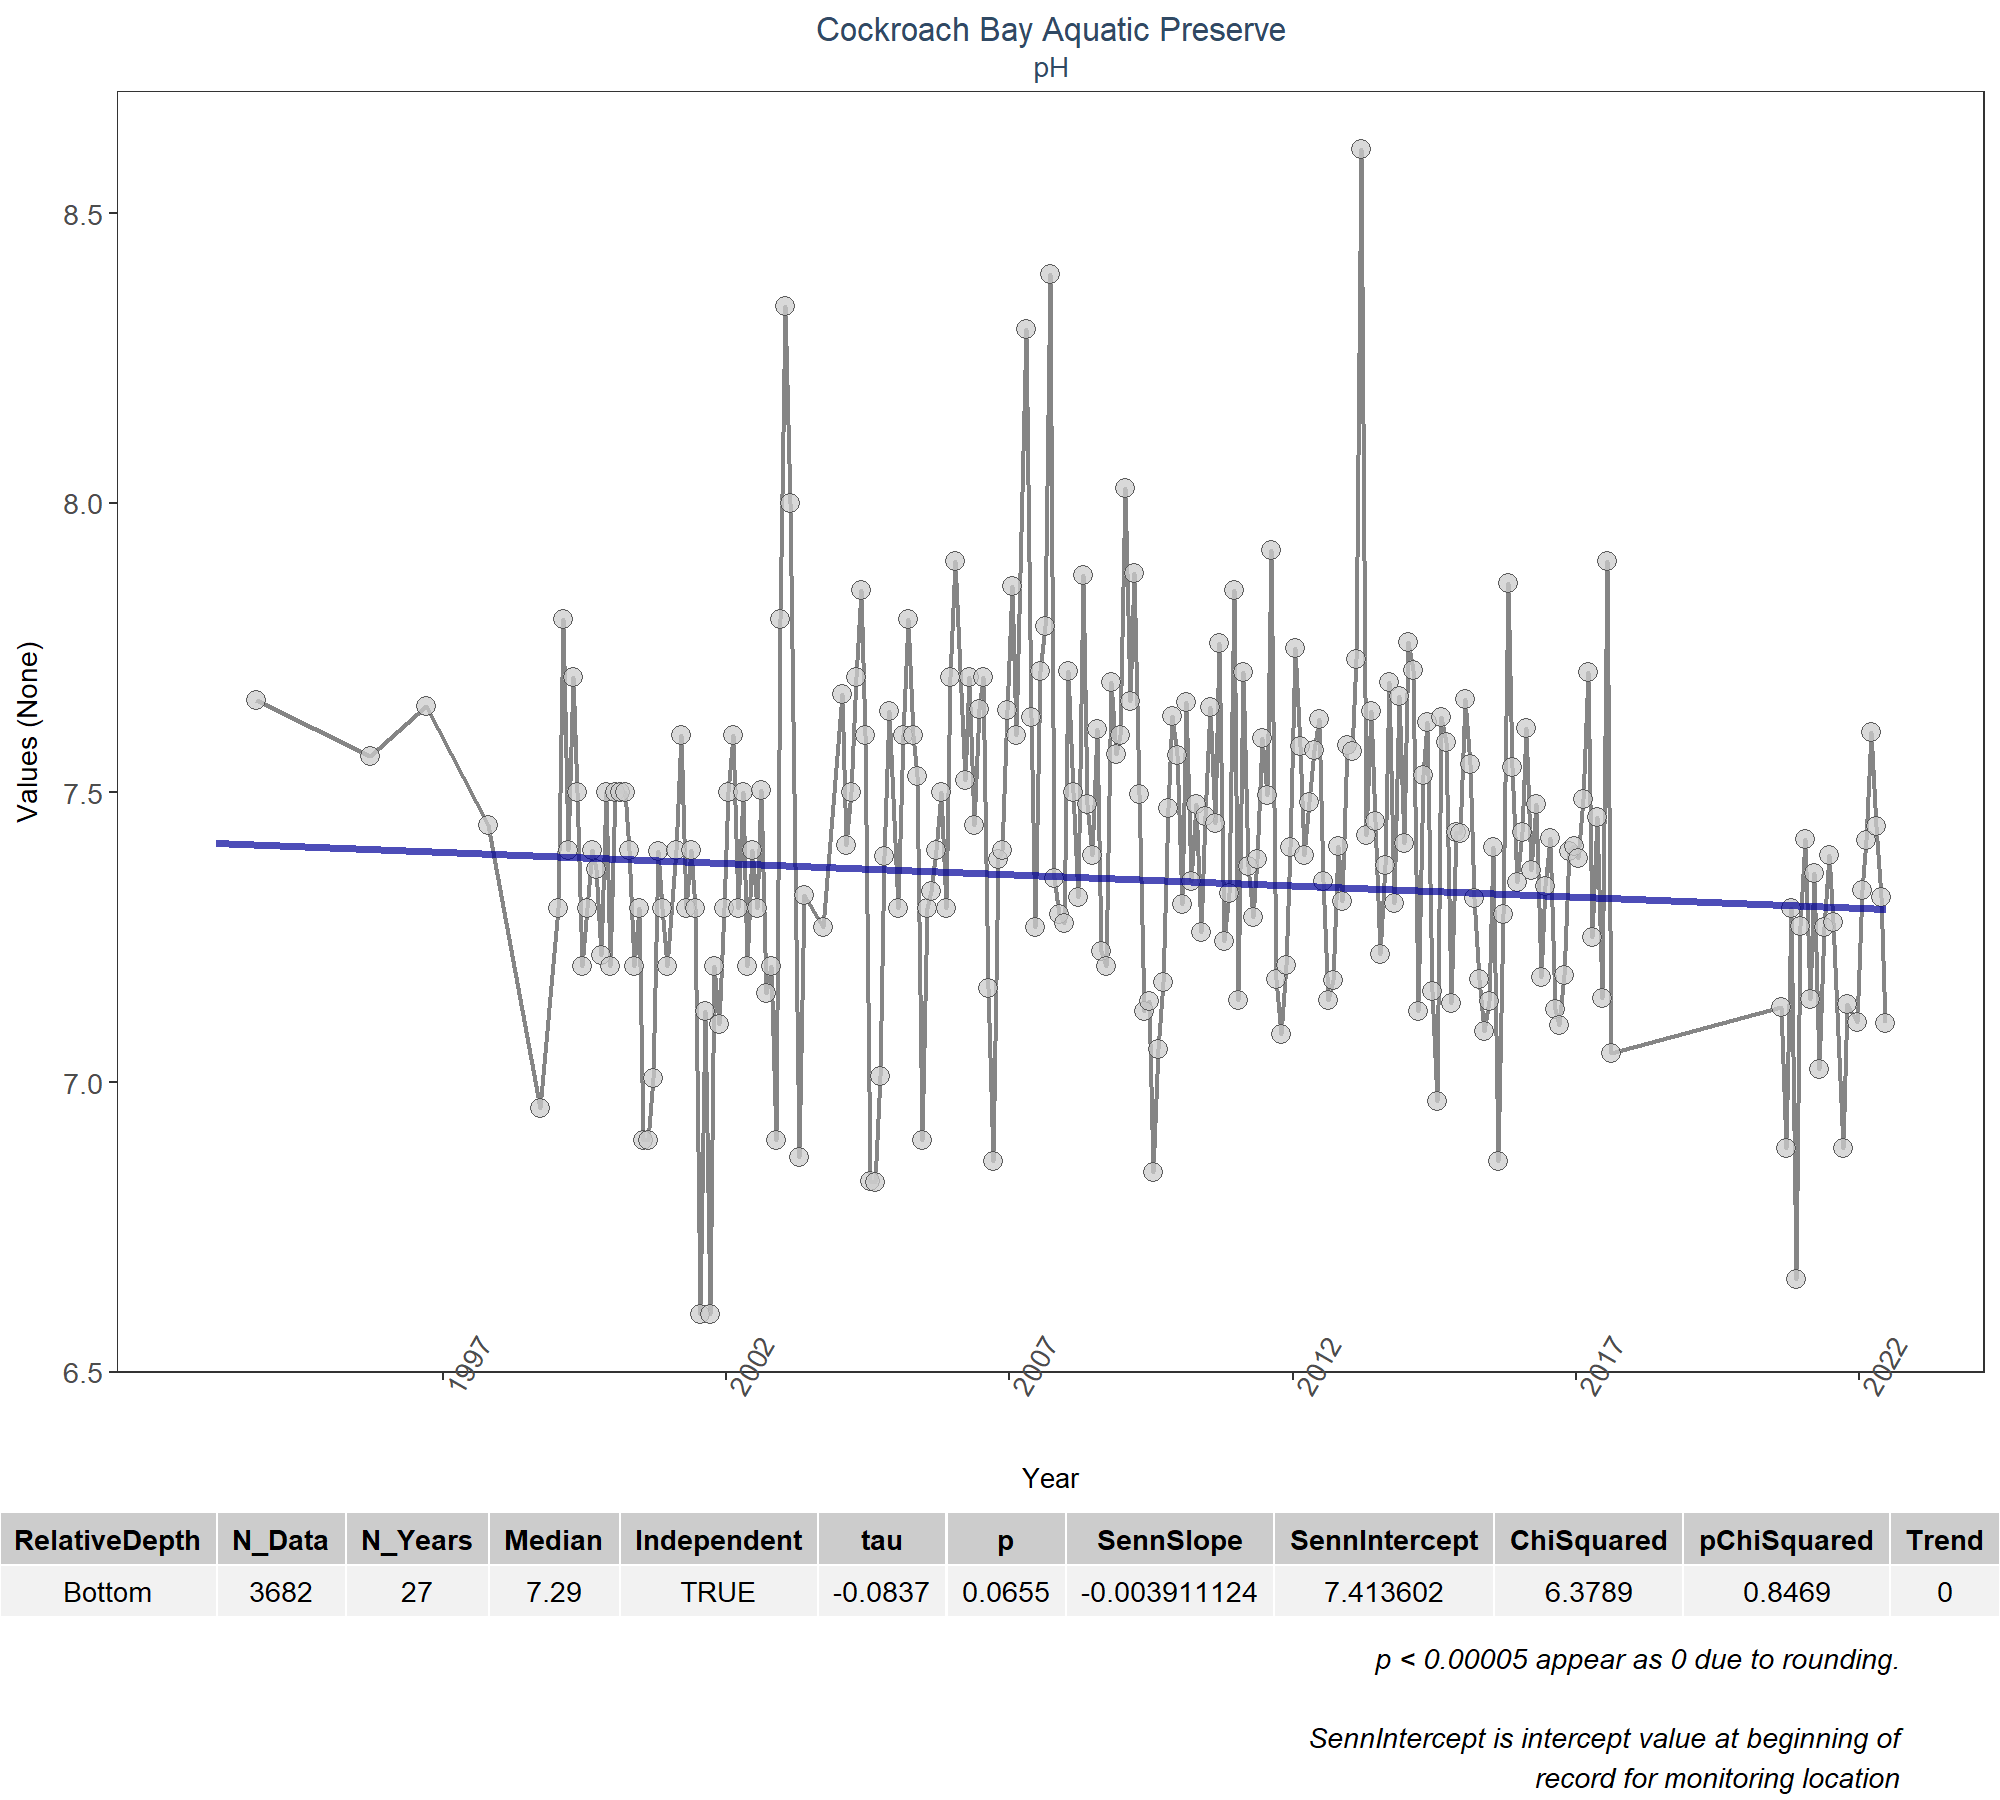 Cockroach Bay Aquatic Preserve
pH
Values (None)
8.5
8.0
7.5
7.0
6.5
1997 2002 2007 2012 2017 2022
Year
RelativeDepth N_Data N_Years Median Independent tau p SennSlope SennIntercept ChiSquared pChiSquared Trend
Bottom 3682 27 7.29 TRUE -0.0837 0.0655 -0.003911124 7.413602 6.3789 0.8469 0
p < 0.00005 appear as 0 due to rounding.
SennIntercept is intercept value at beginning of
record for monitoring location